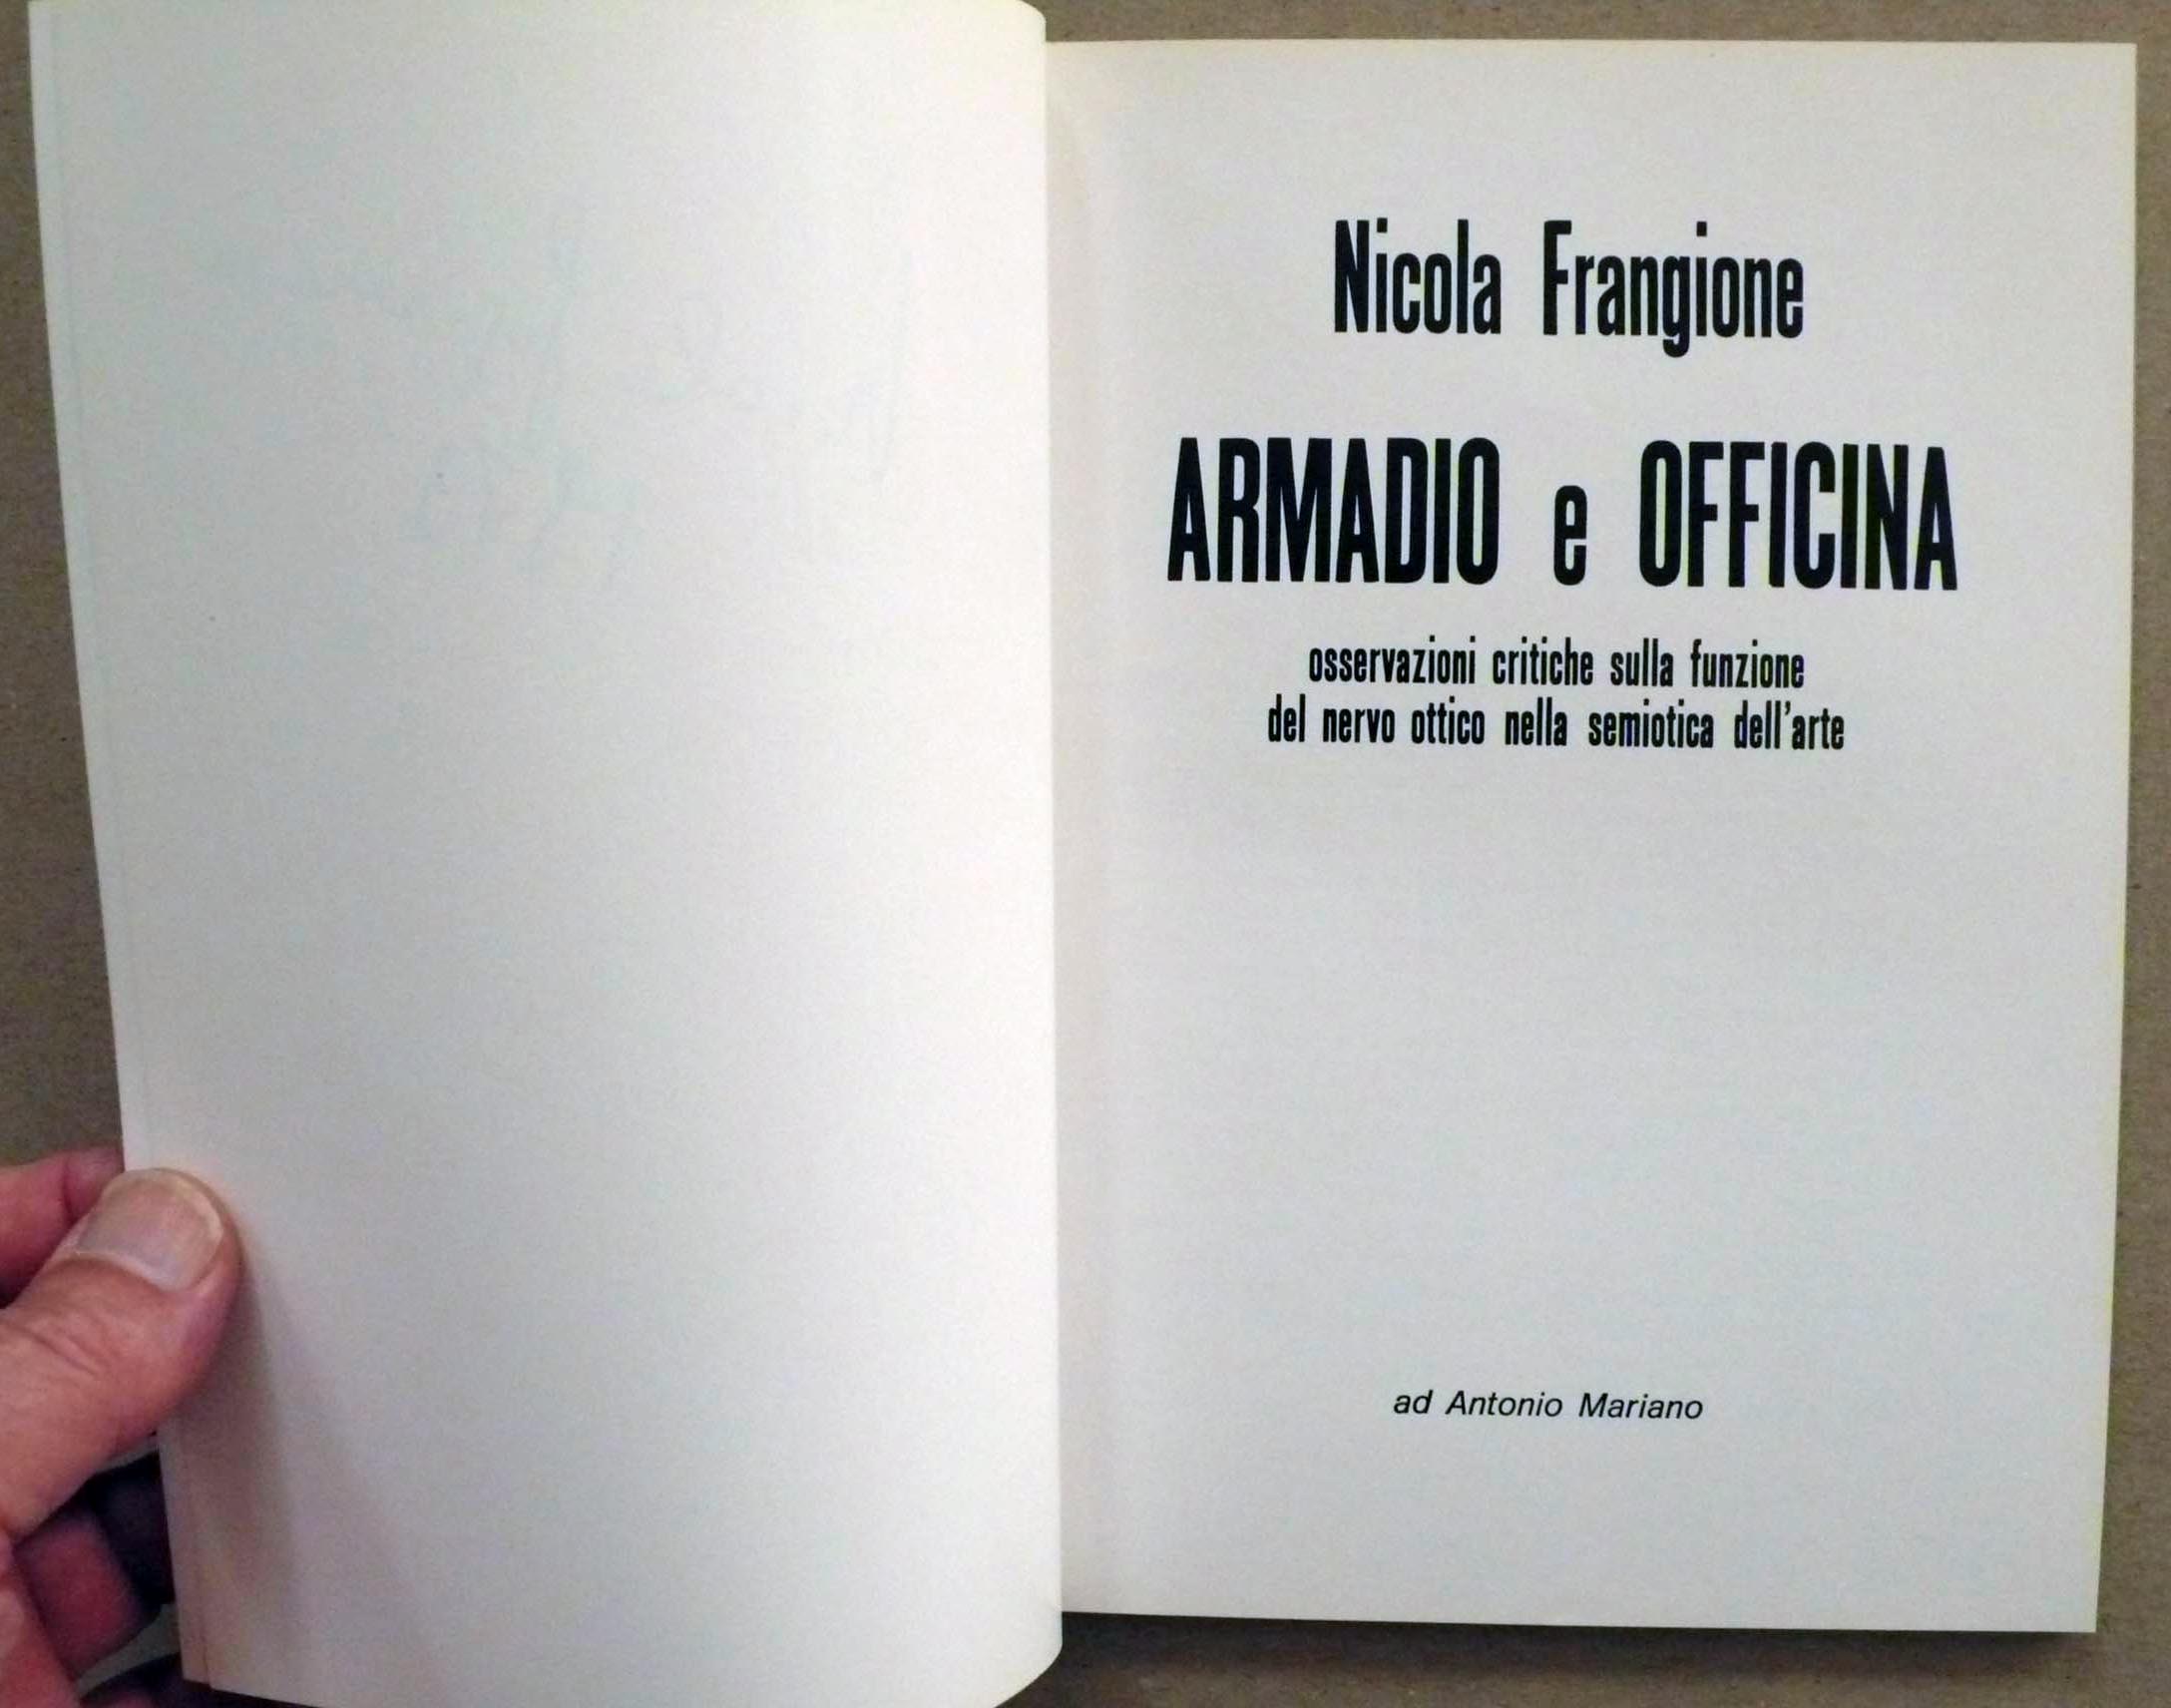 Nicola Frangione
ARMADIO e OFFICINA
osservazioni critiche sulla funzione
del nervo ottico nella semiotica dell'arte
ad Antonio Mariano